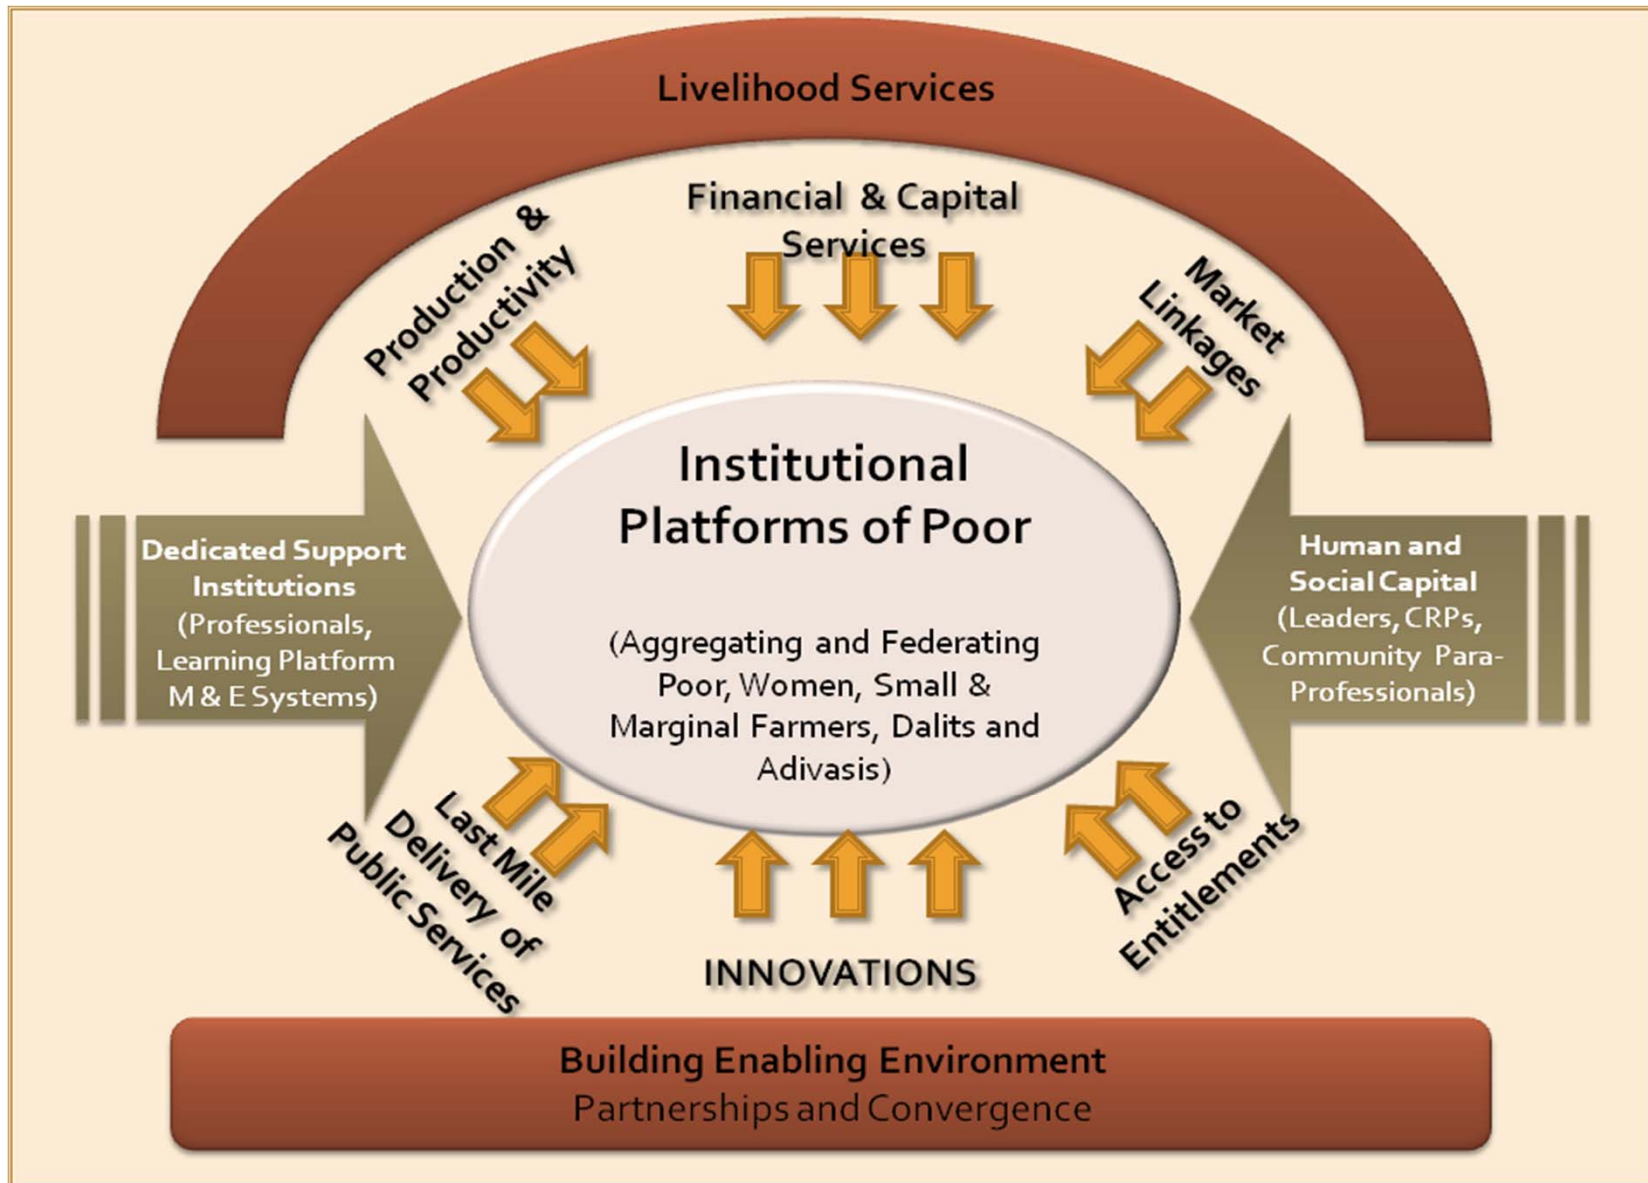 Livelihood Services
Financial & Capital
Services
Production &
Productivity
Market
Linkages
Institutional
Platforms of Poor
(Aggregating and Federating
Poor, Women, Small &
Marginal Farmers, Dalits and
Adivasis)
Dedicated Support
Institutions
(Professionals,
Learning Platform
M & E Systems)
Human and
Social Capital
(Leaders, CRPs,
Community Para-
Professionals)
Last Mile
Delivery of
Public Services
INNOVATIONS
Access to
Entitlements
Building Enabling Environment
Partnerships and Convergence